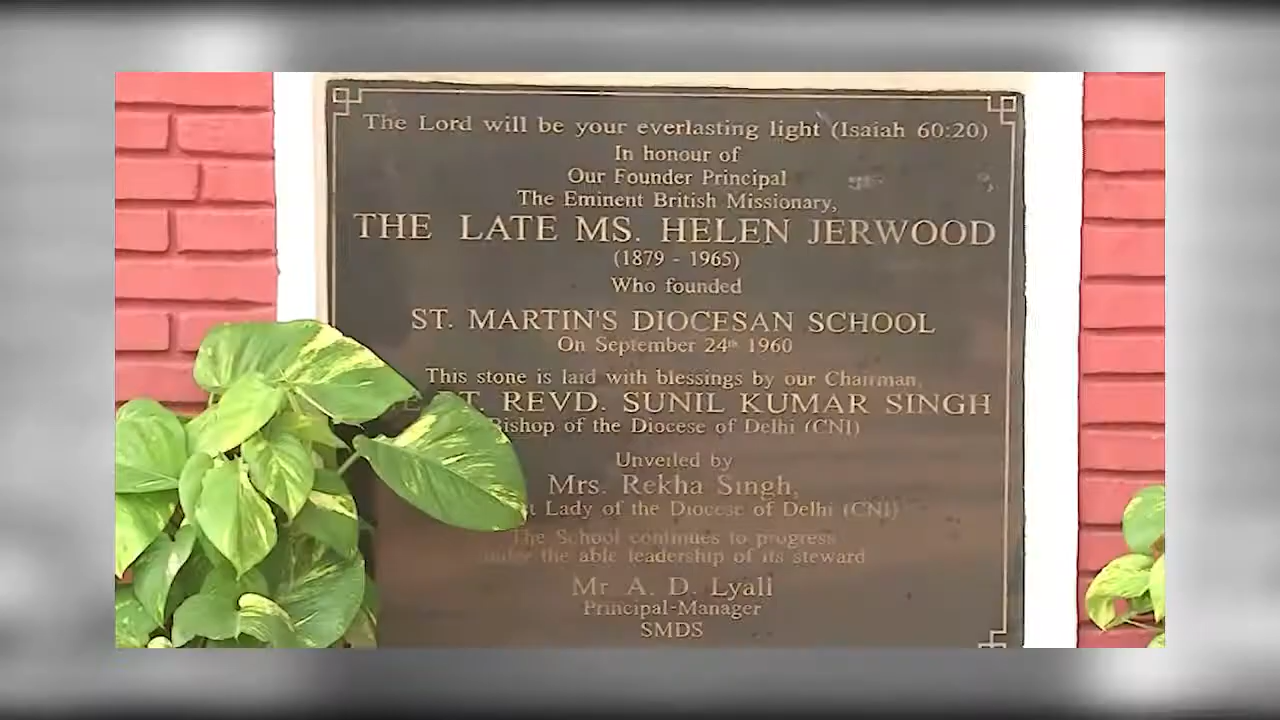 The Lord will be your everlasting light (Isaiah 60:20)
In honour of
Our Founder Principal
The Eminent British Missionary,
THE LATE MS. HELEN JERWOOD
(1879 - 1965)
Who founded
ST. MARTIN'S DIOCESAN SCHOOL
On September 24th 1960
This stone is laid with blessings by our Chairman,
REVD. SUNIL KUMAR SINGH
Bishop of the Diocese of Delhi (CNI)
Unveiled by
Mrs. Rekha Singh,
Lady of the Diocese of Delhi (CNI)
The School continues to progress
the able leadership of its steward
Mr A. D. Lyall
Principal-Manager
SMDS